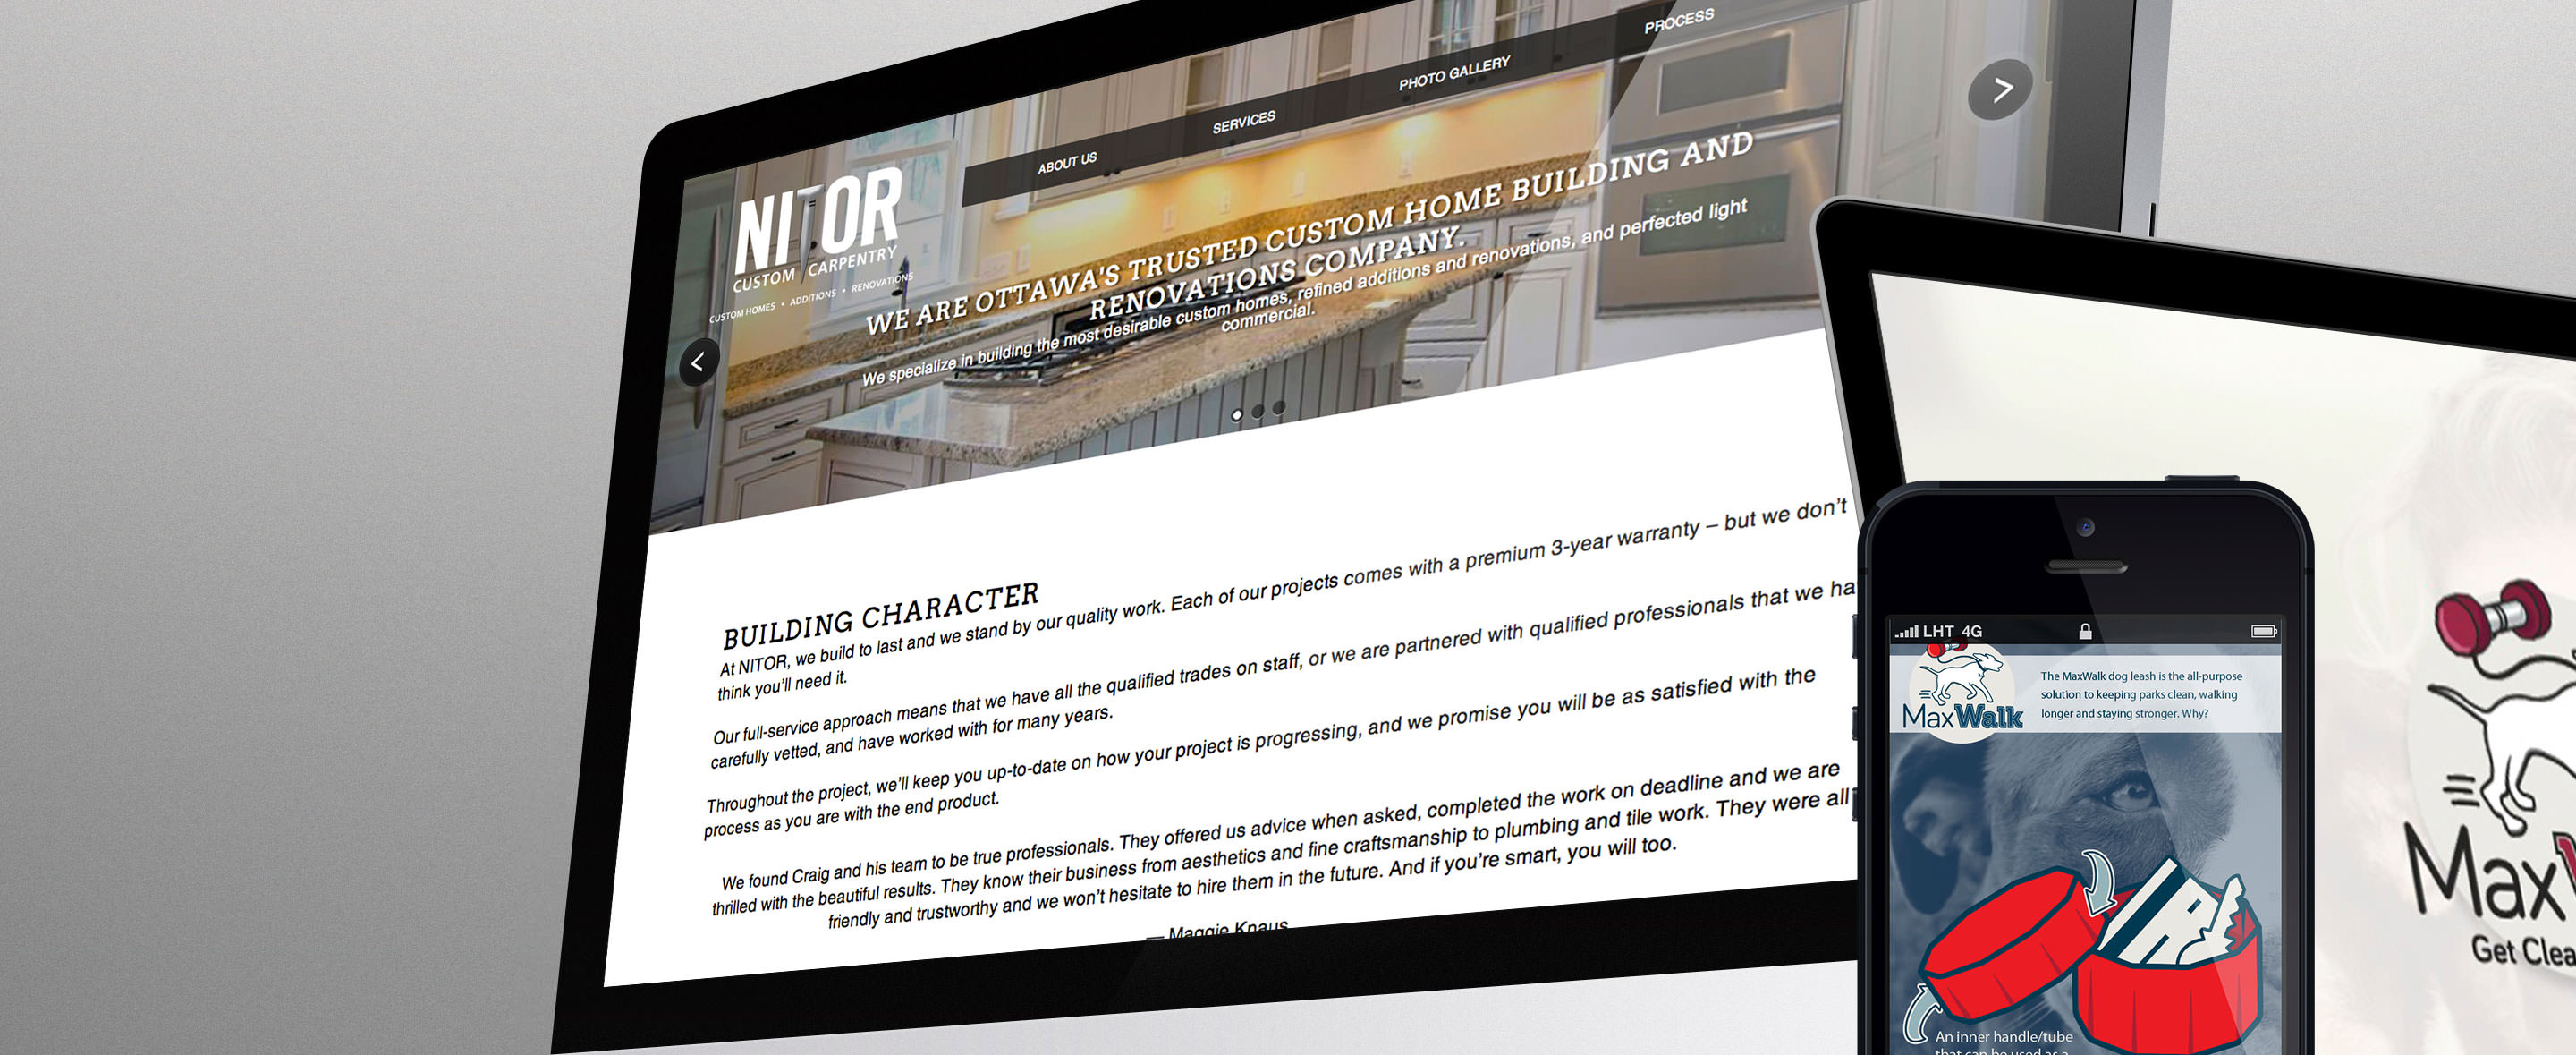 PROCESS
PHOTO GALLERY
SERVICES
ABOUT US
NITOR
CUSTOM CARPENTRY
CUSTOM HOMES • ADDITIONS • RENOVATIONS
WE ARE OTTAWA'S TRUSTED CUSTOM HOME BUILDING AND
RENOVATIONS COMPANY.
We specialize in building the most desirable custom homes, refined additions and renovations, and perfected light
commercial.
BUILDING CHARACTER
At NITOR, we build to last and we stand by our quality work. Each of our projects comes with a premium 3-year warranty – but we don’t
think you’ll need it.
Our full-service approach means that we have all the qualified trades on staff, or we are partnered with qualified professionals that we ha
carefully vetted, and have worked with for many years.
Throughout the project, we’ll keep you up-to-date on how your project is progressing, and we promise you will be as satisfied with the
process as you are with the end product.
We found Craig and his team to be true professionals. They offered us advice when asked, completed the work on deadline and we are
thrilled with the beautiful results. They know their business from aesthetics and fine craftsmanship to plumbing and tile work. They were all
friendly and trustworthy and we won’t hesitate to hire them in the future. And if you’re smart, you will too.
— Maggie Knaus
LHT 4G
The MaxWalk dog leash is the all-purpose
solution to keeping parks clean, walking
longer and staying stronger. Why?
MaxWalk
An inner handle/tube
that can be used as a
Max
Get Clea